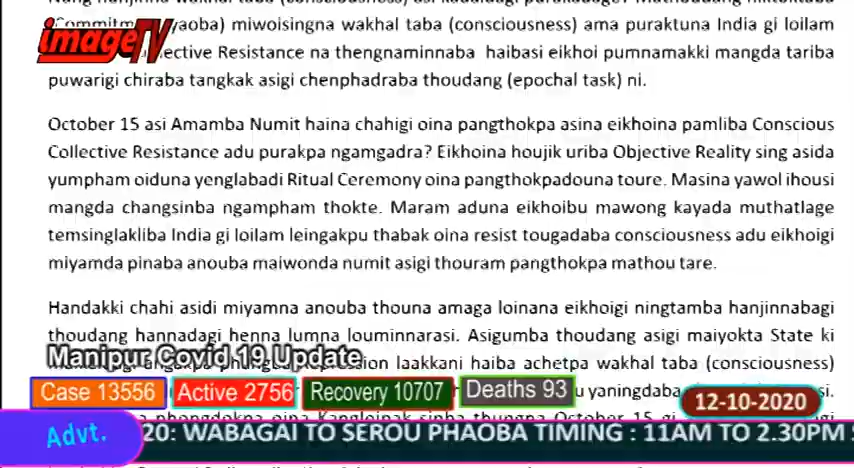 Commitm yaoba) miwoisingna wakhal taba (consciousness) ama puraktuna India gi loilam
imageTV
ective Resistance na thengnaminnaba haibasi eikhoi pumnamakki mangda tariba
puwarigi chiraba tangkak asigi chenphadraba thoudang (epochal task) ni.
October 15 asi Amamba Numit haina chahigi oina pangthokpa asina eikhoina pamliba Conscious
Collective Resistance adu purakpa ngamgadra? Eikhoina houjik uriba Objective Reality sing asida
yumpham oiduna yenglabadi Ritual Ceremony oina pangthokpadouna toure. Masina yawol ihousi
mangda changsinba ngampham thokte. Maram aduna eikhoibu mawong kayada muthatlage
temsinglakliba India gi loilam leingakpu thabak oina resist tougadaba consciousness adu eikhoigi
miyamda pinaba anouba maiwonda numit asigi thouram pangthokpa mathou tare.
Handakki chahi asidi miyamna anouba thouna amaga loinana eikhoigi ningtamba hanjinnabagi
thoudang hannadagi henna lumna louminnarasi. Asigumba thoudang asigi maiyokta State ki
Manipur Covid 19 Update
ion laakkani haiba achetpa wakhal taba (consciousness)
Case 13556 Active 2756 Recovery 10707 Deaths 93
u yaningdaba
si.
12-10-2020
phongdokna oina Kangleipak sinba thungna October 15 gi
Advt. 20: WABAGAI TO SEROU PHAOBA TIMING : 11AM TO 2.30PM